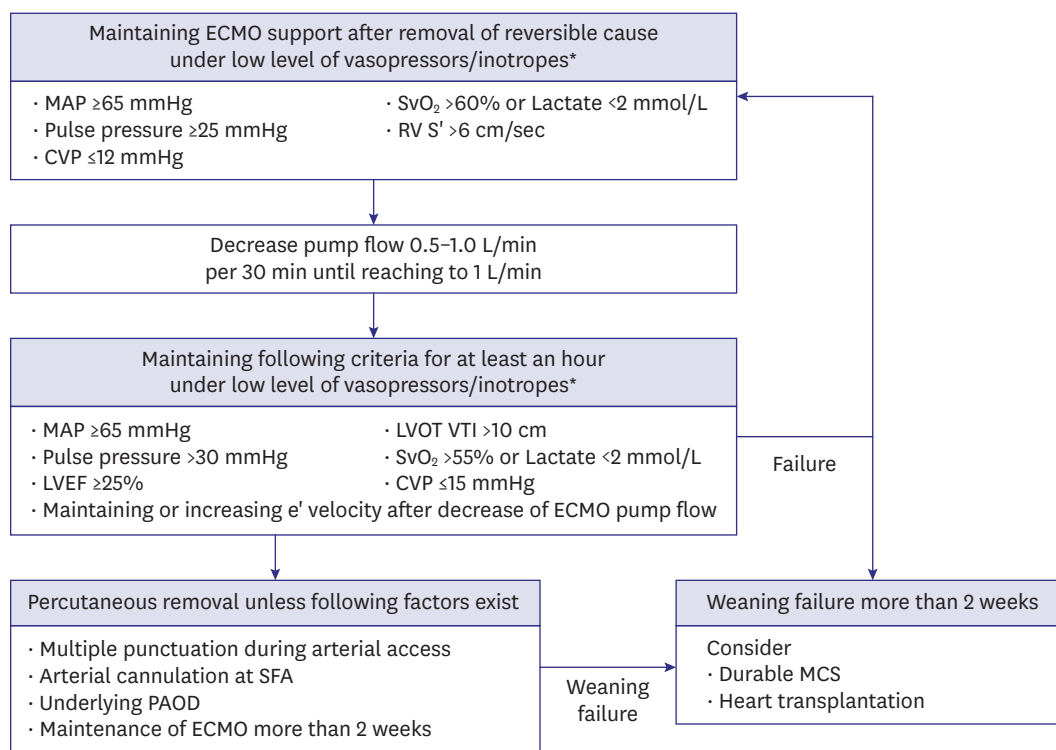 Maintaining ECMO support after removal of reversible cause
under low level of vasopressors/inotropes*
· MAP ≥65 mmHg
· Pulse pressure ≥25 mmHg
· CVP ≤12 mmHg
· SvO₂ >60% or Lactate <2 mmol/L
· RV S' >6 cm/sec
Decrease pump flow 0.5–1.0 L/min
per 30 min until reaching to 1 L/min
Maintaining following criteria for at least an hour
under low level of vasopressors/inotropes*
· MAP ≥65 mmHg
· Pulse pressure >30 mmHg
· LVEF ≥25%
· LVOT VTI >10 cm
· SvO₂ >55% or Lactate <2 mmol/L
· CVP ≤15 mmHg
· Maintaining or increasing e' velocity after decrease of ECMO pump flow
Failure
Percutaneous removal unless following factors exist
· Multiple punctuation during arterial access
· Arterial cannulation at SFA
· Underlying PAOD
· Maintenance of ECMO more than 2 weeks
Weaning
failure
Weaning failure more than 2 weeks
Consider
· Durable MCS
· Heart transplantation